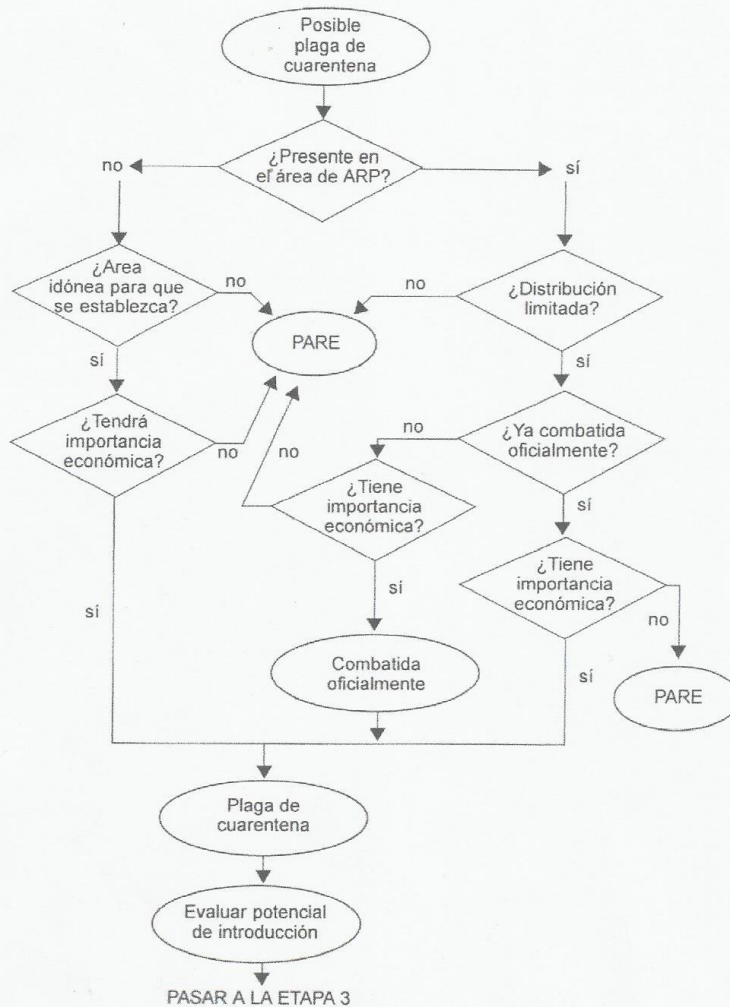 Posible
plaga de
cuarentena
¿Presente en
el área de ARP?
no
sí
¿Area
idónea para que
se establezca?
no
no
¿Distribución
limitada?
PARE
sí
sí
¿Tendrá
importancia
económica?
no
no
no
¿Ya combatida
oficialmente?
¿Tiene
importancia
económica?
sí
¿Tiene
importancia
económica?
sí
sí
no
Combatida
oficialmente
sí
PARE
Plaga de
cuarentena
Evaluar potencial
de introducción
PASAR A LA ETAPA 3